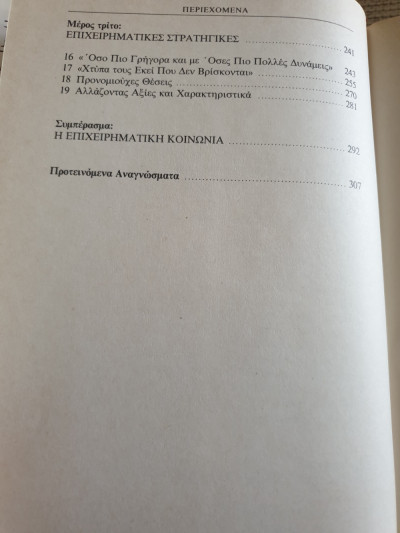 ΠΕΡΙΕΧΟΜΕΝΑ
Μέρος τρίτο:
ΕΠΙΧΕΙΡΗΜΑΤΙΚΕΣ ΣΤΡΑΤΗΓΙΚΕΣ ........ 241
16 «Όσο Πιο Γρήγορα και με Όσες Πιο Πολλές Δυνάμεις» 243
17 «Χτύπα τους Εκεί Που Δεν Βρίσκονται» ........ 255
18 Προνομιούχες Θέσεις ........ 270
19 Αλλάζοντας Αξίες και Χαρακτηριστικά ........ 281
Συμπέρασμα:
Η ΕΠΙΧΕΙΡΗΜΑΤΙΚΗ ΚΟΙΝΩΝΙΑ ........ 292
Προτεινόμενα Αναγνώσματα ........ 307